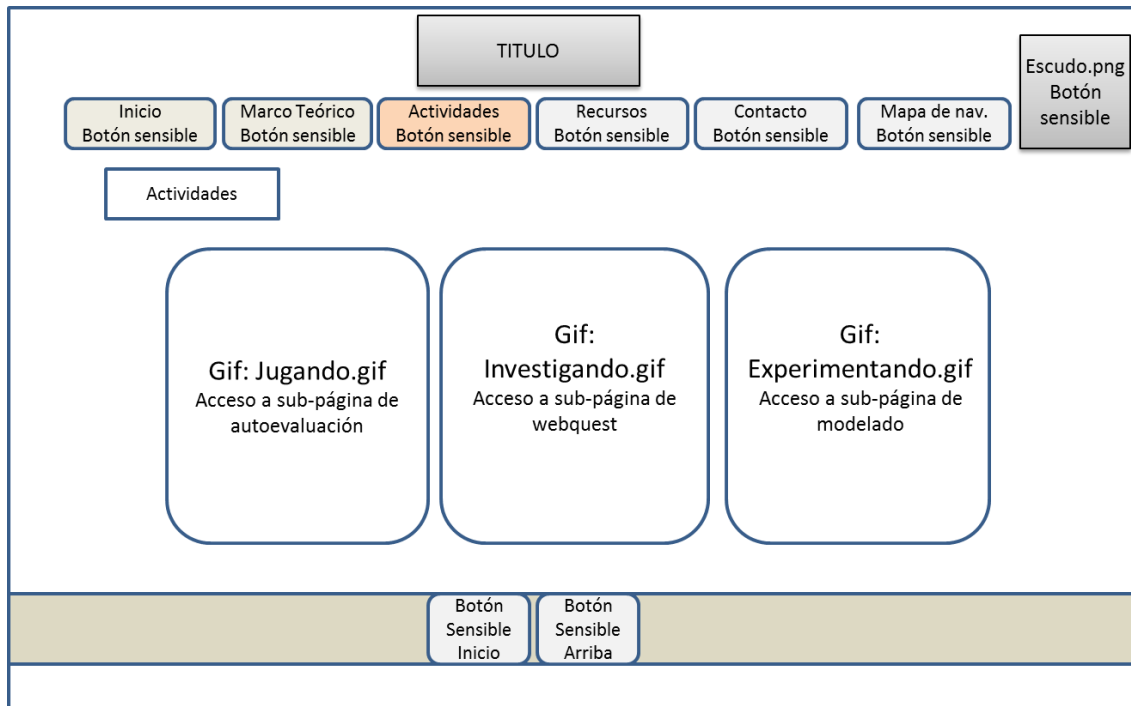 TITULO
Escudo.png
Botón
sensible
Inicio
Botón sensible
Marco Teórico
Botón sensible
Actividades
Botón sensible
Recursos
Botón sensible
Contacto
Botón sensible
Mapa de nav.
Botón sensible
Actividades
Gif: Jugando.gif
Acceso a sub-página de
autoevaluación
Gif:
Investigando.gif
Acceso a sub-página de
webquest
Gif:
Experimentando.gif
Acceso a sub-página de
modelado
Botón
Sensible
Inicio
Botón
Sensible
Arriba